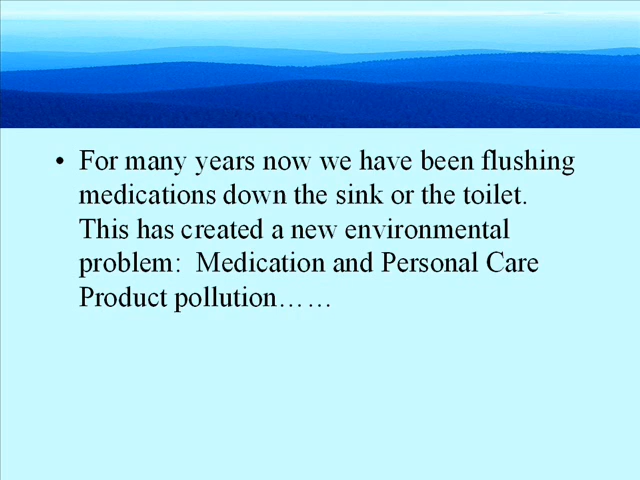 • For many years now we have been flushing
medications down the sink or the toilet.
This has created a new environmental
problem:  Medication and Personal Care
Product pollution……